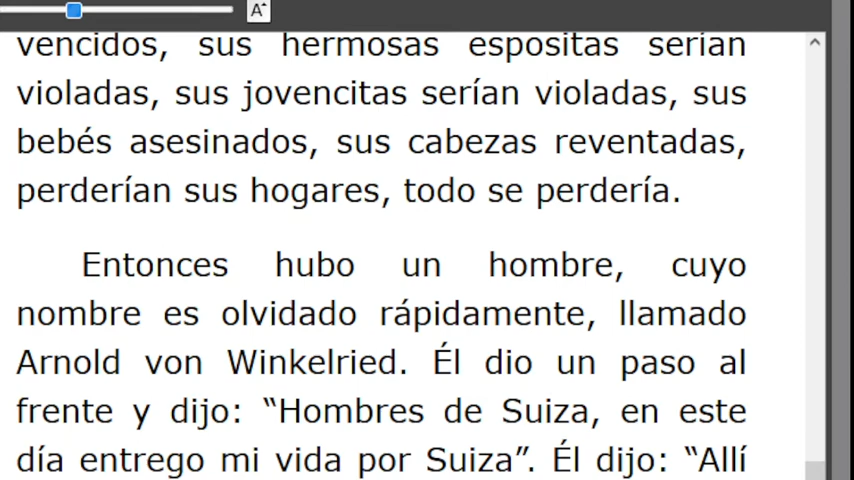 A
vencidos, sus hermosas espositas serían
violadas, sus jovencitas serían violadas, sus
bebés asesinados, sus cabezas reventadas,
perderían sus hogares, todo se perdería.
Entonces hubo un hombre, cuyo
nombre es olvidado rápidamente, llamado
Arnold von Winkelried. Él dio un paso al
frente y dijo: “Hombres de Suiza, en este
día entrego mi vida por Suiza”. Él dijo: “Allí